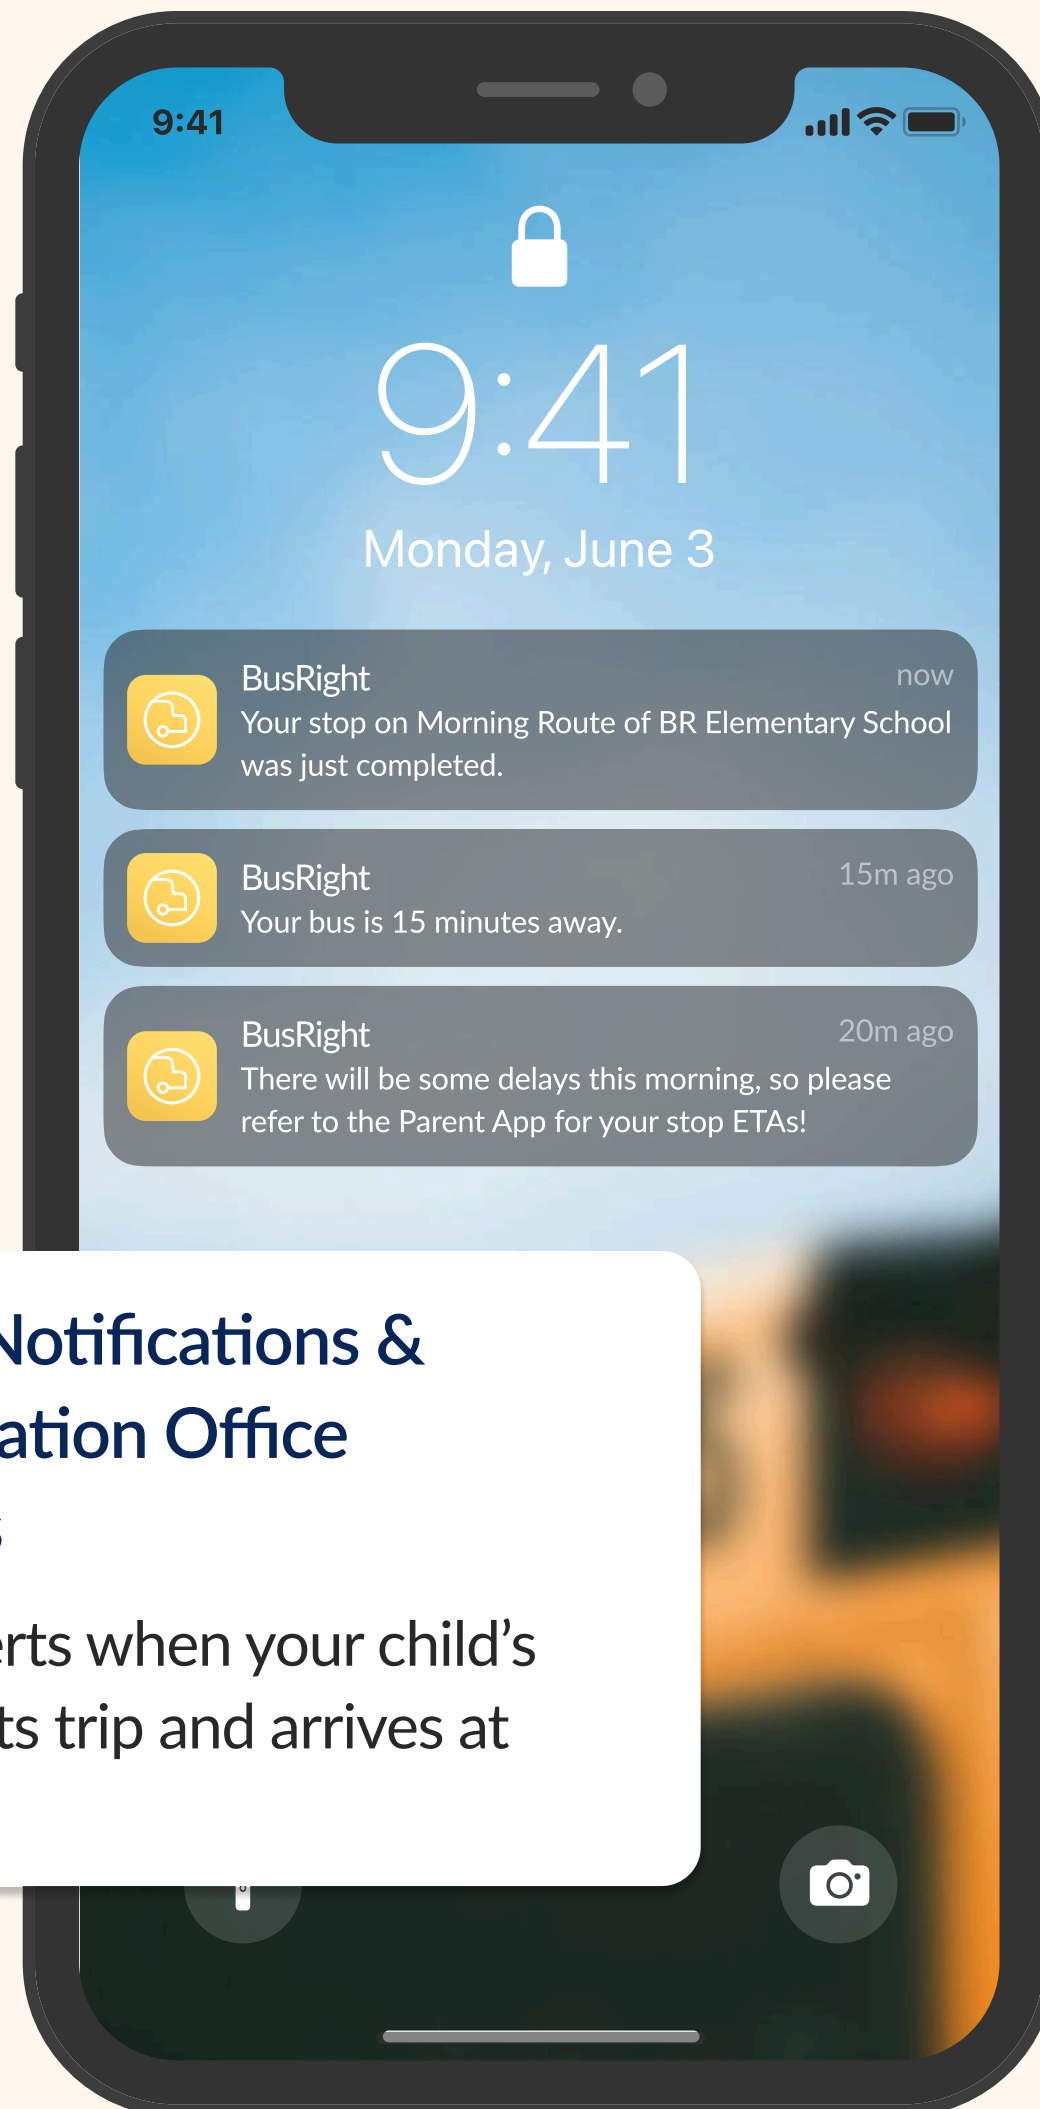 9:41
9:41
Monday, June 3
BusRight
now
Your stop on Morning Route of BR Elementary School
was just completed.
BusRight
15m ago
Your bus is 15 minutes away.
BusRight
20m ago
There will be some delays this morning, so please
refer to the Parent App for your stop ETAs!
Notifications &
ation Office
s
erts when your child's
ts trip and arrives at